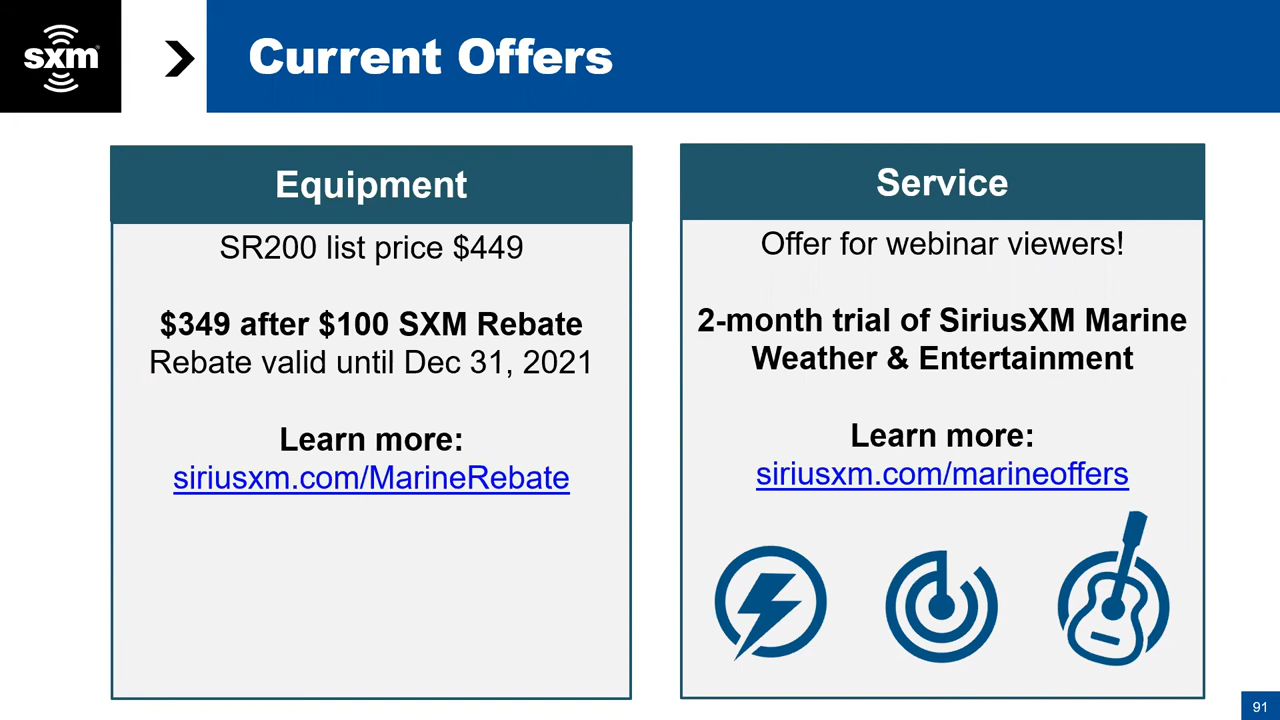 sxm
Current Offers
Equipment
SR200 list price $449
$349 after $100 SXM Rebate
Rebate valid until Dec 31, 2021
Learn more:
siriusxm.com/MarineRebate
Service
Offer for webinar viewers!
2-month trial of SiriusXM Marine
Weather & Entertainment
Learn more:
siriusxm.com/marineoffers
91